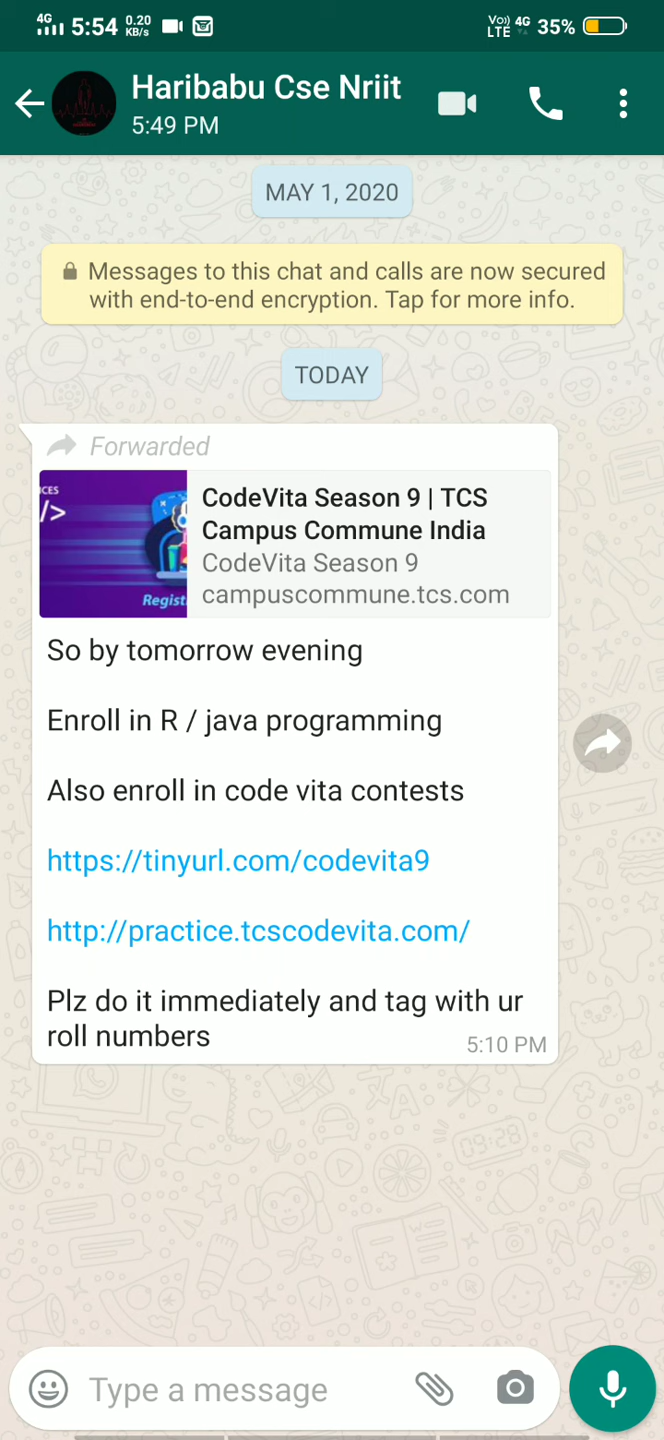 4G 5:54 0.20 KB/s Vo) LTE 4G 35%
Haribabu Cse Nriit
5:49 PM
MAY 1, 2020
Messages to this chat and calls are now secured
with end-to-end encryption. Tap for more info.
TODAY
Forwarded
ICES
/>
Regist
CodeVita Season 9 | TCS
Campus Commune India
CodeVita Season 9
campuscommune.tcs.com
So by tomorrow evening
Enroll in R / java programming
Also enroll in code vita contests
https://tinyurl.com/codevita9
http://practice.tcscodevita.com/
Plz do it immediately and tag with ur
roll numbers
5:10 PM
09:28
Type a message